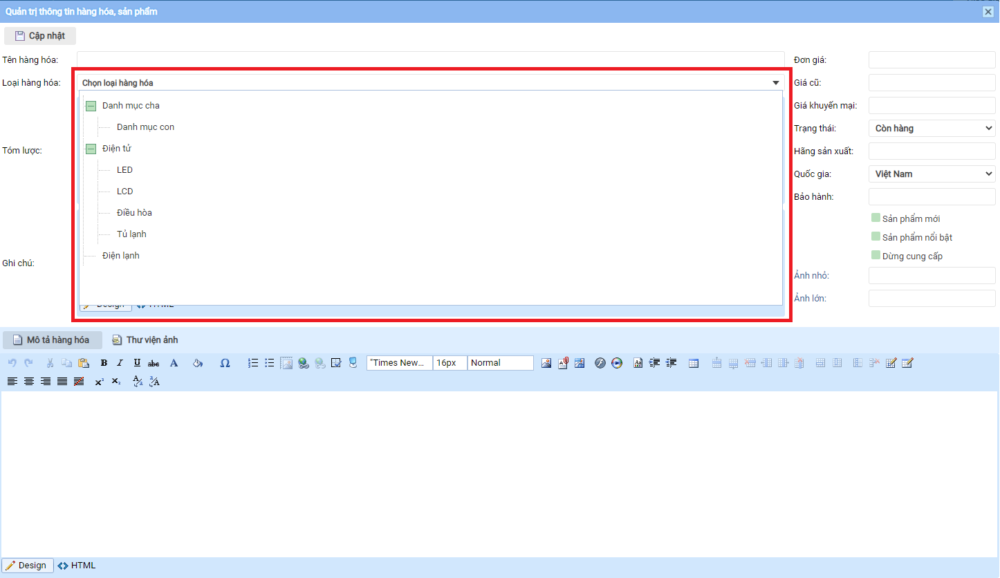 Quản trị thông tin hàng hóa, sản phẩm
Cập nhật
Tên hàng hóa:
Đơn giá:
Loại hàng hóa:
Chọn loại hàng hóa
Giá cũ:
Danh mục cha
Giá khuyến mại:
Danh mục con
Trạng thái:
Còn hàng
Tóm lược:
Điện tử
Hãng sản xuất:
LED
Quốc gia:
Việt Nam
LCD
Bảo hành:
Điều hòa
Sản phẩm mới
Tủ lạnh
Sản phẩm nổi bật
Điện lạnh
Dừng cung cấp
Ghi chú:
Ảnh nhỏ:
Ảnh lớn:
Design
HTML
Mô tả hàng hóa
Thư viện ảnh
"Times New...
16px
Normal
Design
HTML